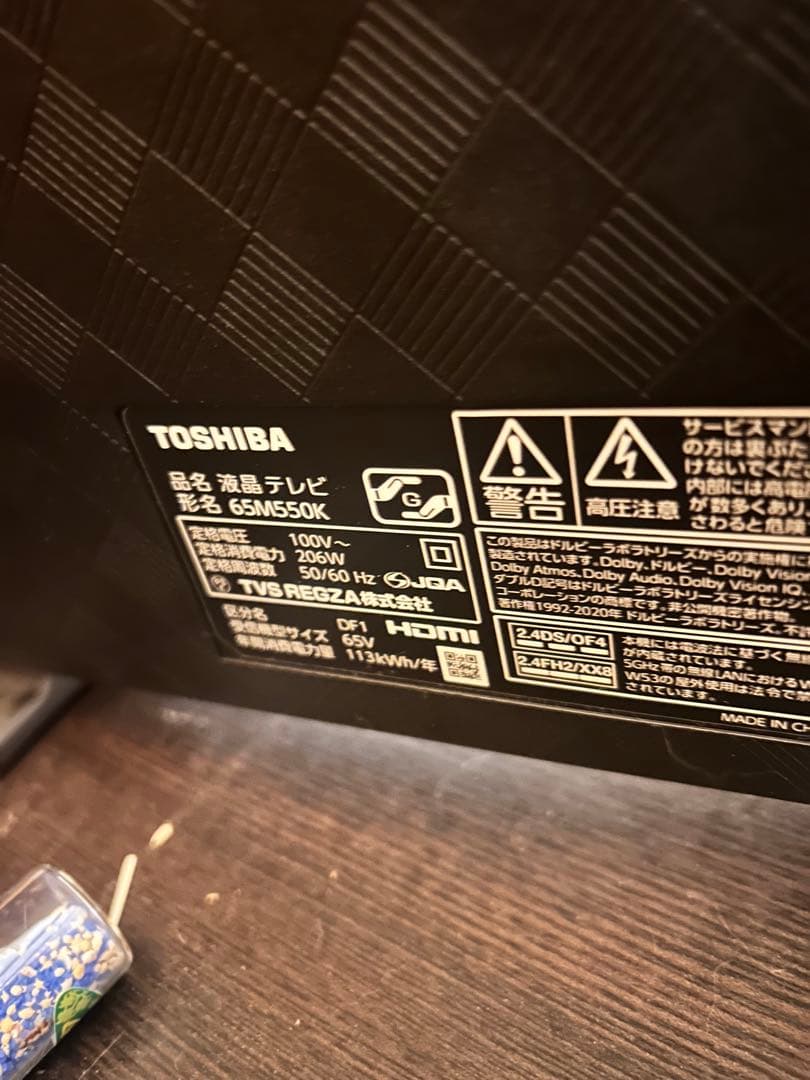 TOSHIBA
品名 液晶テレビ
形名 65M550K
G
定格電圧 100V～
定格消費電力 206W
定格周波数 50/60 Hz
JQA
TVS REGZA株式会社
区分名 DF1
受信機型サイズ 65V
年間消費電力量 113kWh/年
HDMI
警告
高圧注意
サービスマン
の方は裏ぶた
けないでくだ
内部には高電
が数多くあり
さわると危険
この製品はドルビーラボラトリーズからの実施権に
製造されています。Dolby、ドルビー、Dolby Visio
Dolby Atmos、Dolby Audio、Dolby Vision IQ
ダブルD記号はドルビーラボラトリーズライセンシ
コーポレーションの商標です。非公開機密著作物。
著作権1992-2020年 ドルビーラボラトリーズ。不
2.4DS/OF4
2.4FH2/XX8
本機には電波法に基づく無
が内蔵されています。
5GHz帯の無線LANにおけるW
W53の屋外使用は法令で
されています。
MADE IN CH